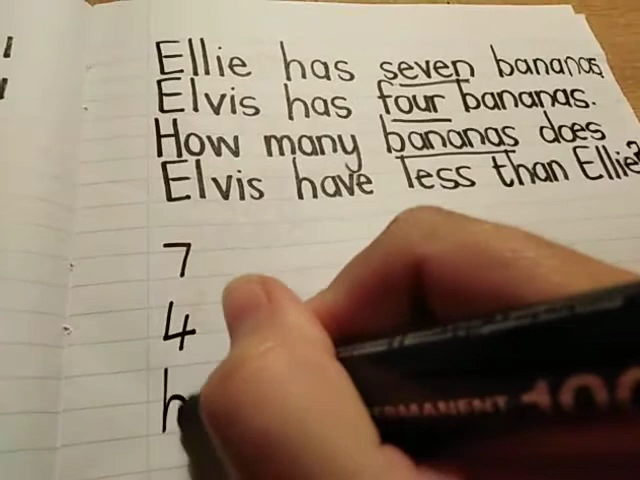 Ellie has seven bananas.
Elvis has four bananas.
How many bananas does
Elvis have less than Ellie?
7
4
h
PERMANENT 100